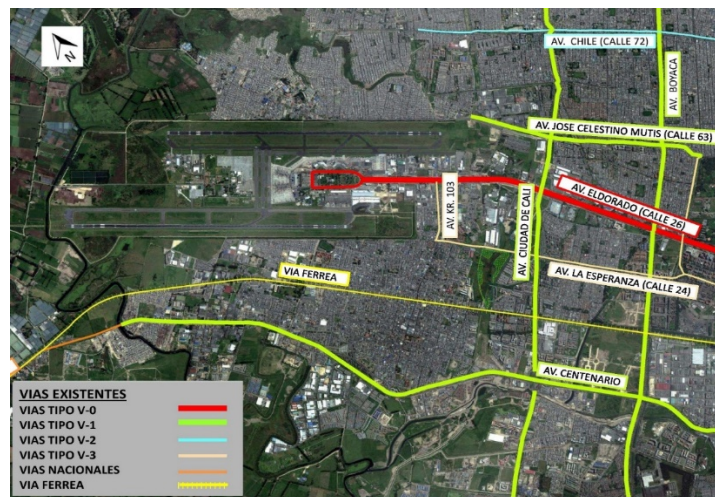 N
AV. CHILE (CALLE 72)
AV. BOYACA
AV. JOSE CELESTINO MUTIS (CALLE 63)
AV. KR. 103
AV. CIUDAD DE CALI
AV. ELDORADO (CALLE 26)
AV. LA ESPERANZA (CALLE 24)
VIA FERREA
AV. CENTENARIO
VIAS EXISTENTES
VIAS TIPO V-0
VIAS TIPO V-1
VIAS TIPO V-2
VIAS TIPO V-3
VIAS NACIONALES
VIA FERREA